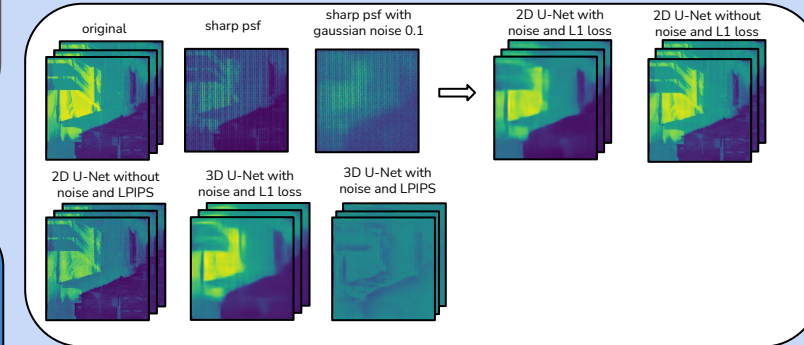 original
sharp psf
sharp psf with
gaussian noise 0.1
2D U-Net with
noise and L1 loss
2D U-Net without
noise and L1 loss
2D U-Net without
noise and LPIPS
3D U-Net with
noise and L1 loss
3D U-Net with
noise and LPIPS